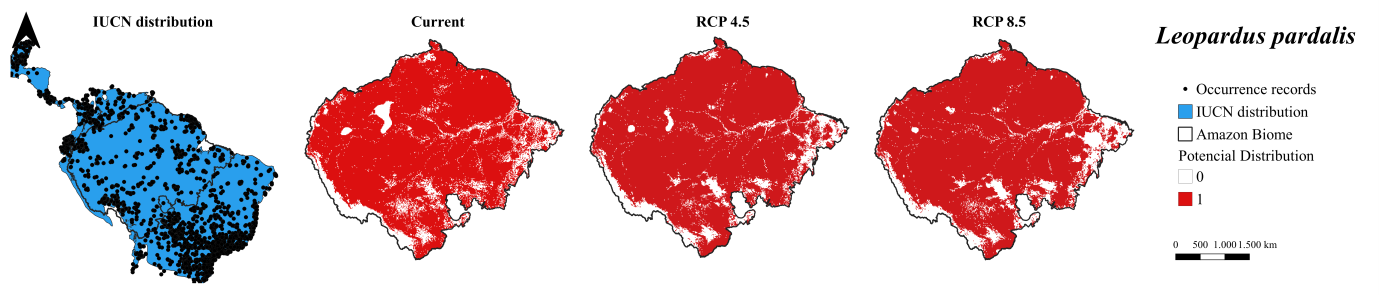 IUCN distribution
Current
RCP 4.5
RCP 8.5
Leopardus pardalis
Occurrence records
IUCN distribution
Amazon Biome
Potencial Distribution
0
1
0 500 1.000 1.500 km